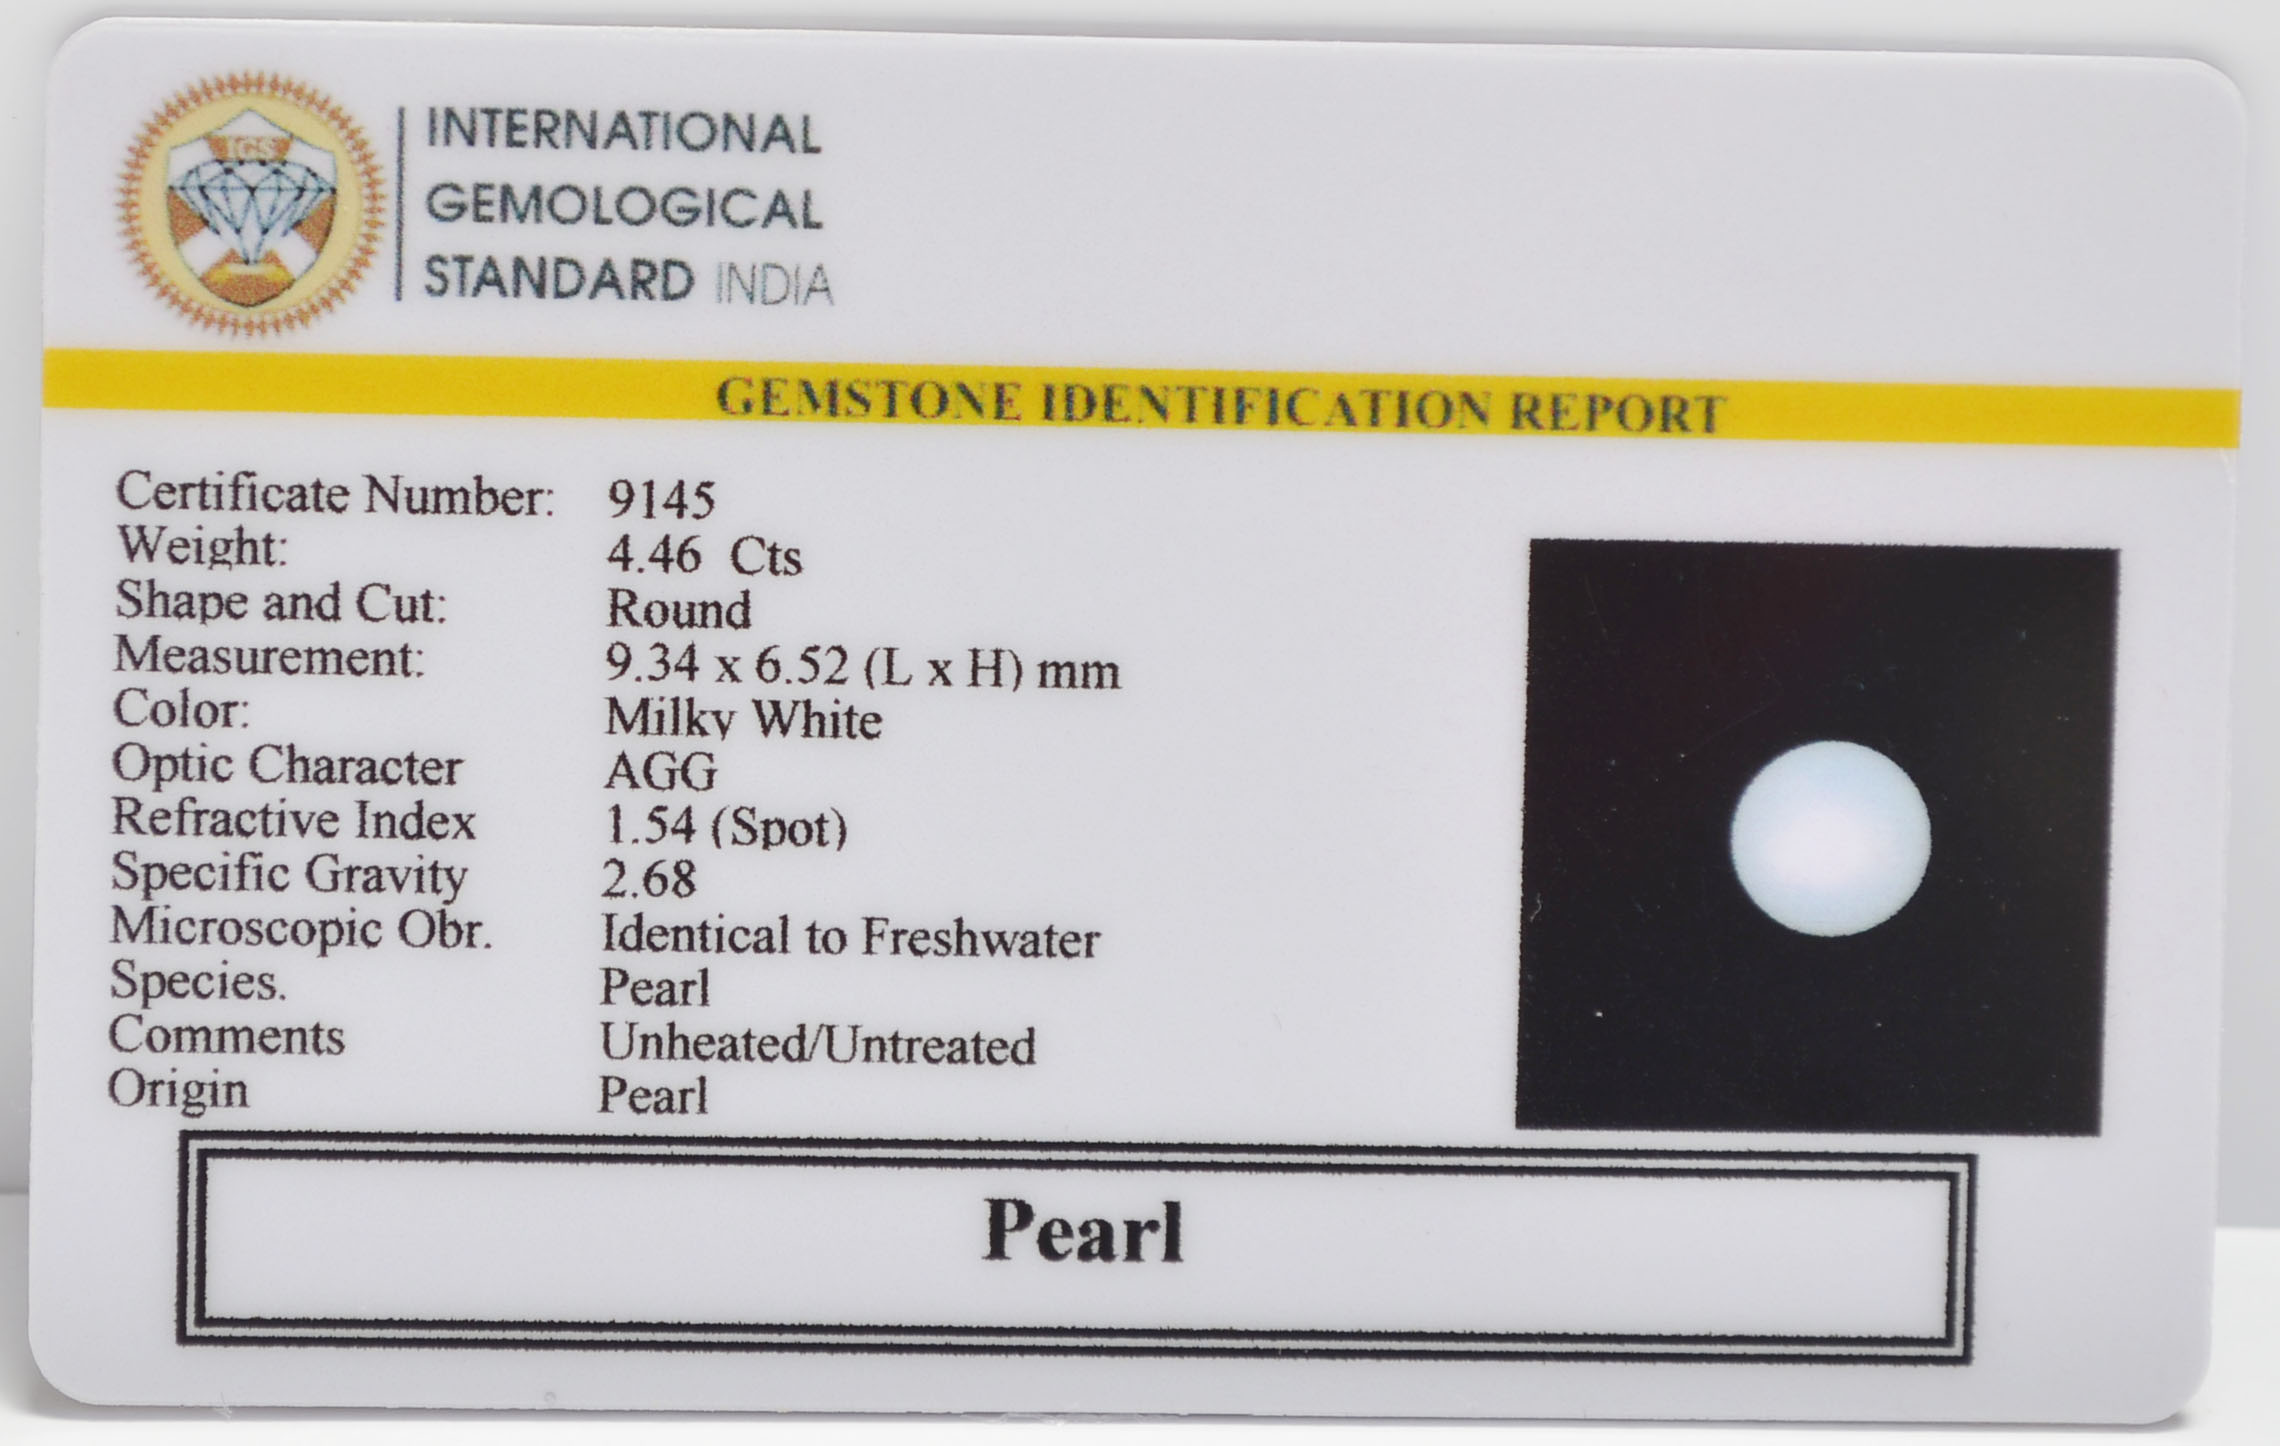 IGS
INTERNATIONAL
GEMOLOGICAL
STANDARD INDIA
GEMSTONE IDENTIFICATION REPORT
Certificate Number: 9145
Weight: 4.46 Cts
Shape and Cut: Round
Measurement: 9.34 x 6.52 (L x H) mm
Color: Milky White
Optic Character AGG
Refractive Index 1.54 (Spot)
Specific Gravity 2.68
Microscopic Obr. Identical to Freshwater
Species. Pearl
Comments Unheated/Untreated
Origin Pearl
Pearl